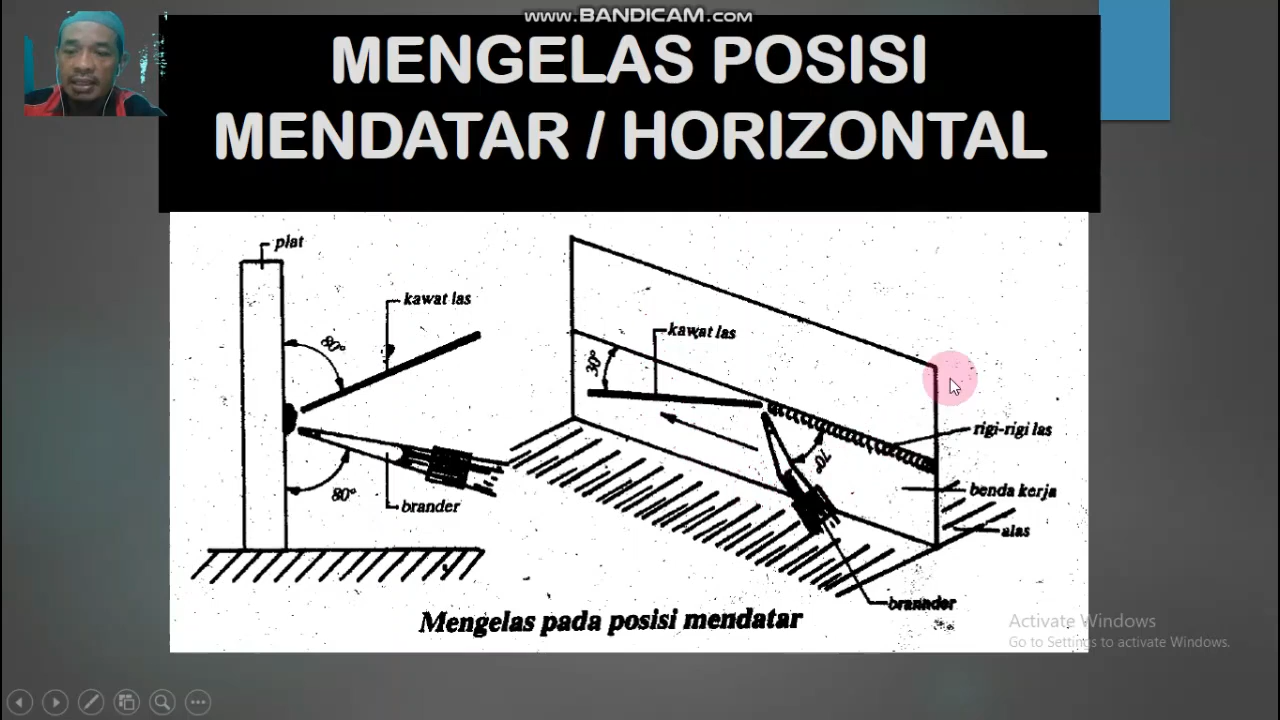 WWW.BANDICAM.COM
MENGELAS POSISI
MENDATAR / HORIZONTAL
plat
kawat las
80°
80°
brander
kawat las
30°
70°
rigi-rigi las
benda kerja
alas
brannder
Mengelas pada posisi mendatar
Activate Windows
Go to Settings to activate Windows.